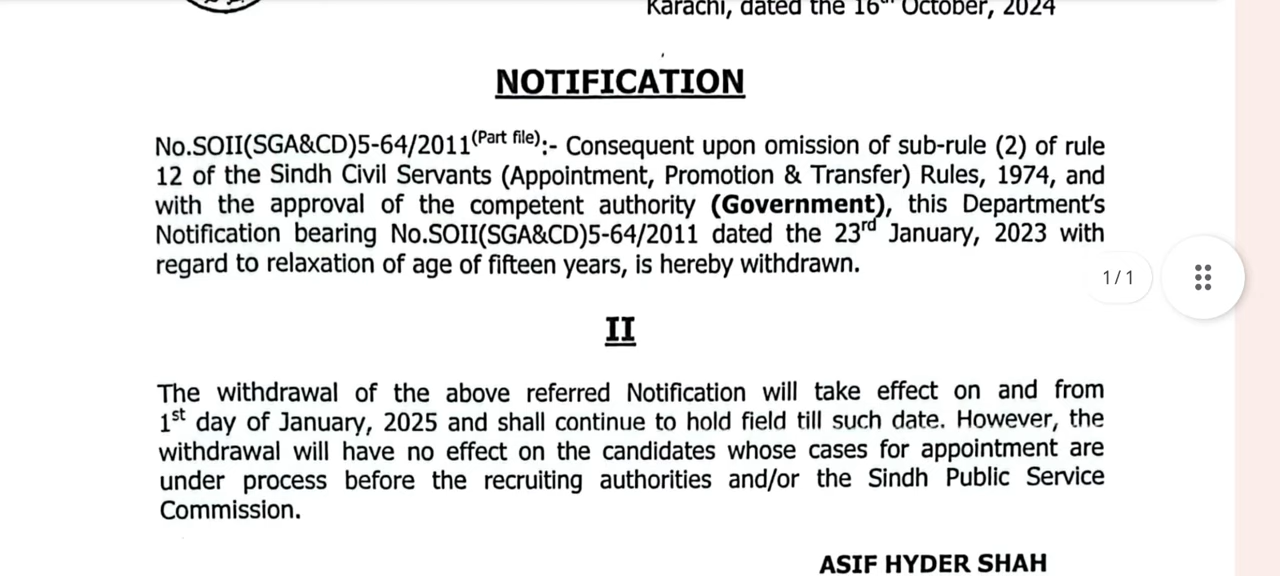 Karachi, dated the 16th October, 2024
NOTIFICATION
No.SOII(SGA&CD)5-64/2011(Part file):- Consequent upon omission of sub-rule (2) of rule
12 of the Sindh Civil Servants (Appointment, Promotion & Transfer) Rules, 1974, and
with the approval of the competent authority (Government), this Department's
Notification bearing No.SOII(SGA&CD)5-64/2011 dated the 23rd January, 2023 with
regard to relaxation of age of fifteen years, is hereby withdrawn.
1/1
II
The withdrawal of the above referred Notification will take effect on and from
1st day of January, 2025 and shall continue to hold field till such date. However, the
withdrawal will have no effect on the candidates whose cases for appointment are
under process before the recruiting authorities and/or the Sindh Public Service
Commission.
ASIF HYDER SHAH